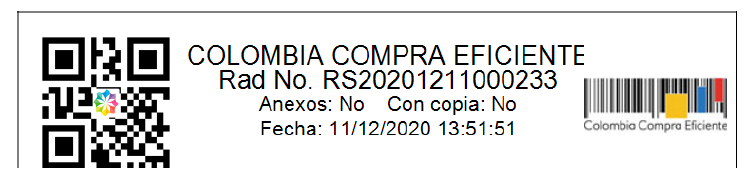 COLOMBIA COMPRA EFICIENTE
Rad No. RS20201211000233
Anexos: No Con copia: No
Fecha: 11/12/2020 13:51:51
Colombia Compra Eficiente